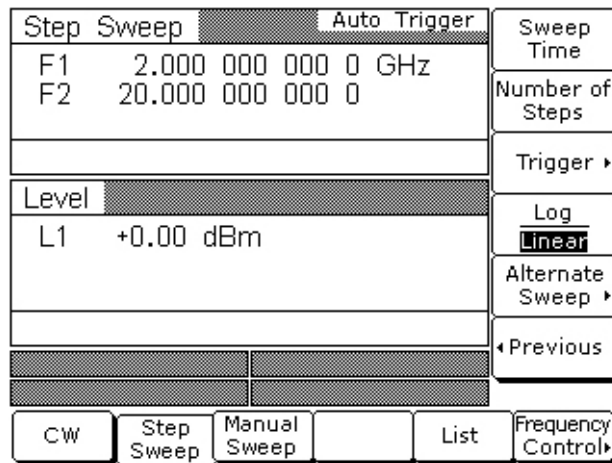 Step Sweep
Auto Trigger
F1 2.000 000 000 0 GHz
F2 20.000 000 000 0
Level
L1 +0.00 dBm
Sweep
Time
Number of
Steps
Trigger
Log
Linear
Alternate
Sweep
Previous
CW
Step
Sweep
Manual
Sweep
List
Frequency
Control